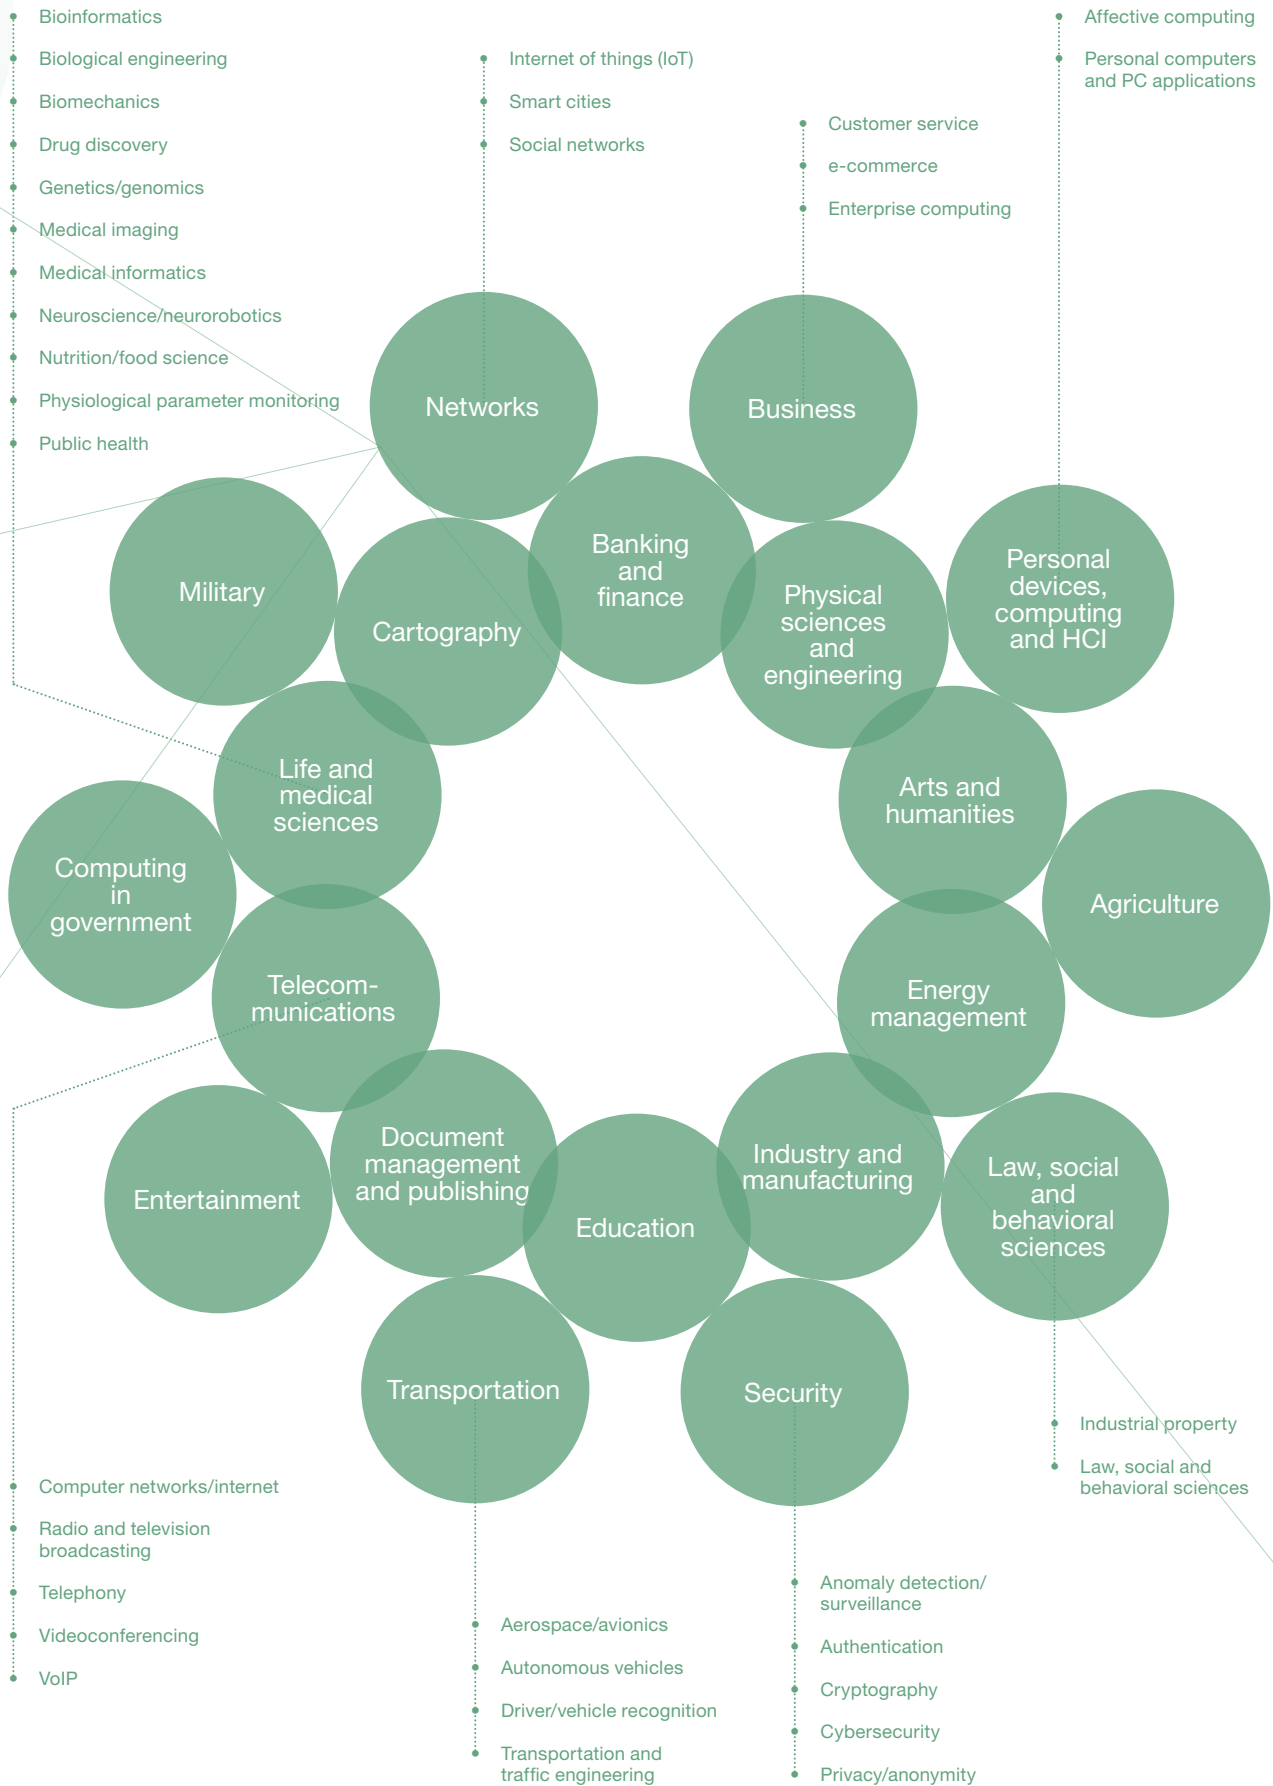 Bioinformatics
Biological engineering
Biomechanics
Drug discovery
Genetics/genomics
Medical imaging
Medical informatics
Neuroscience/neurorobotics
Nutrition/food science
Physiological parameter monitoring
Public health
Internet of things (IoT)
Smart cities
Social networks
Customer service
e-commerce
Enterprise computing
Affective computing
Personal computers
and PC applications
Networks
Business
Military
Cartography
Banking
and
finance
Physical
sciences
and
engineering
Personal
devices,
computing
and HCI
Life and
medical
sciences
Arts and
humanities
Computing
in
government
Agriculture
Telecom-
munications
Energy
management
Entertainment
Document
management
and publishing
Education
Industry and
manufacturing
Law, social
and
behavioral
sciences
Transportation
Security
Computer networks/internet
Radio and television
broadcasting
Telephony
Videoconferencing
VoIP
Aerospace/avionics
Autonomous vehicles
Driver/vehicle recognition
Transportation and
traffic engineering
Anomaly detection/
surveillance
Authentication
Cryptography
Cybersecurity
Privacy/anonymity
Industrial property
Law, social and
behavioral sciences